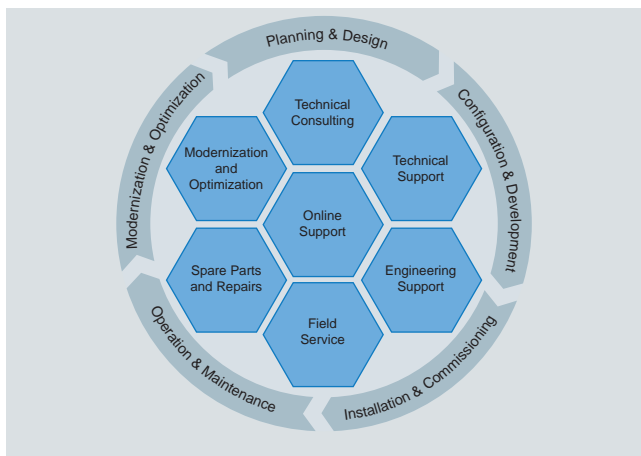 Planning & Design
Configuration & Development
Installation & Commissioning
Operation & Maintenance
Modernization & Optimization
Technical
Consulting
Modernization
and
Optimization
Technical
Support
Online
Support
Spare Parts
and Repairs
Engineering
Support
Field
Service